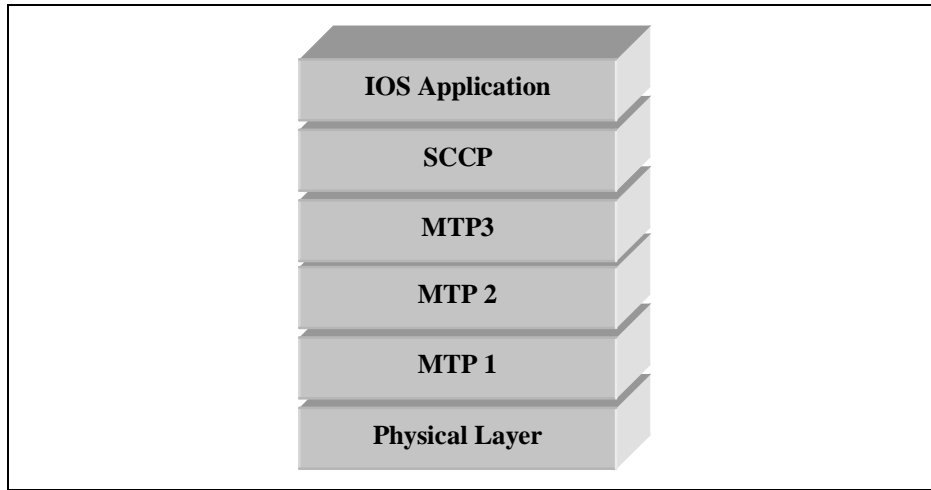 IOS Application
SCCP
MTP3
MTP 2
MTP 1
Physical Layer